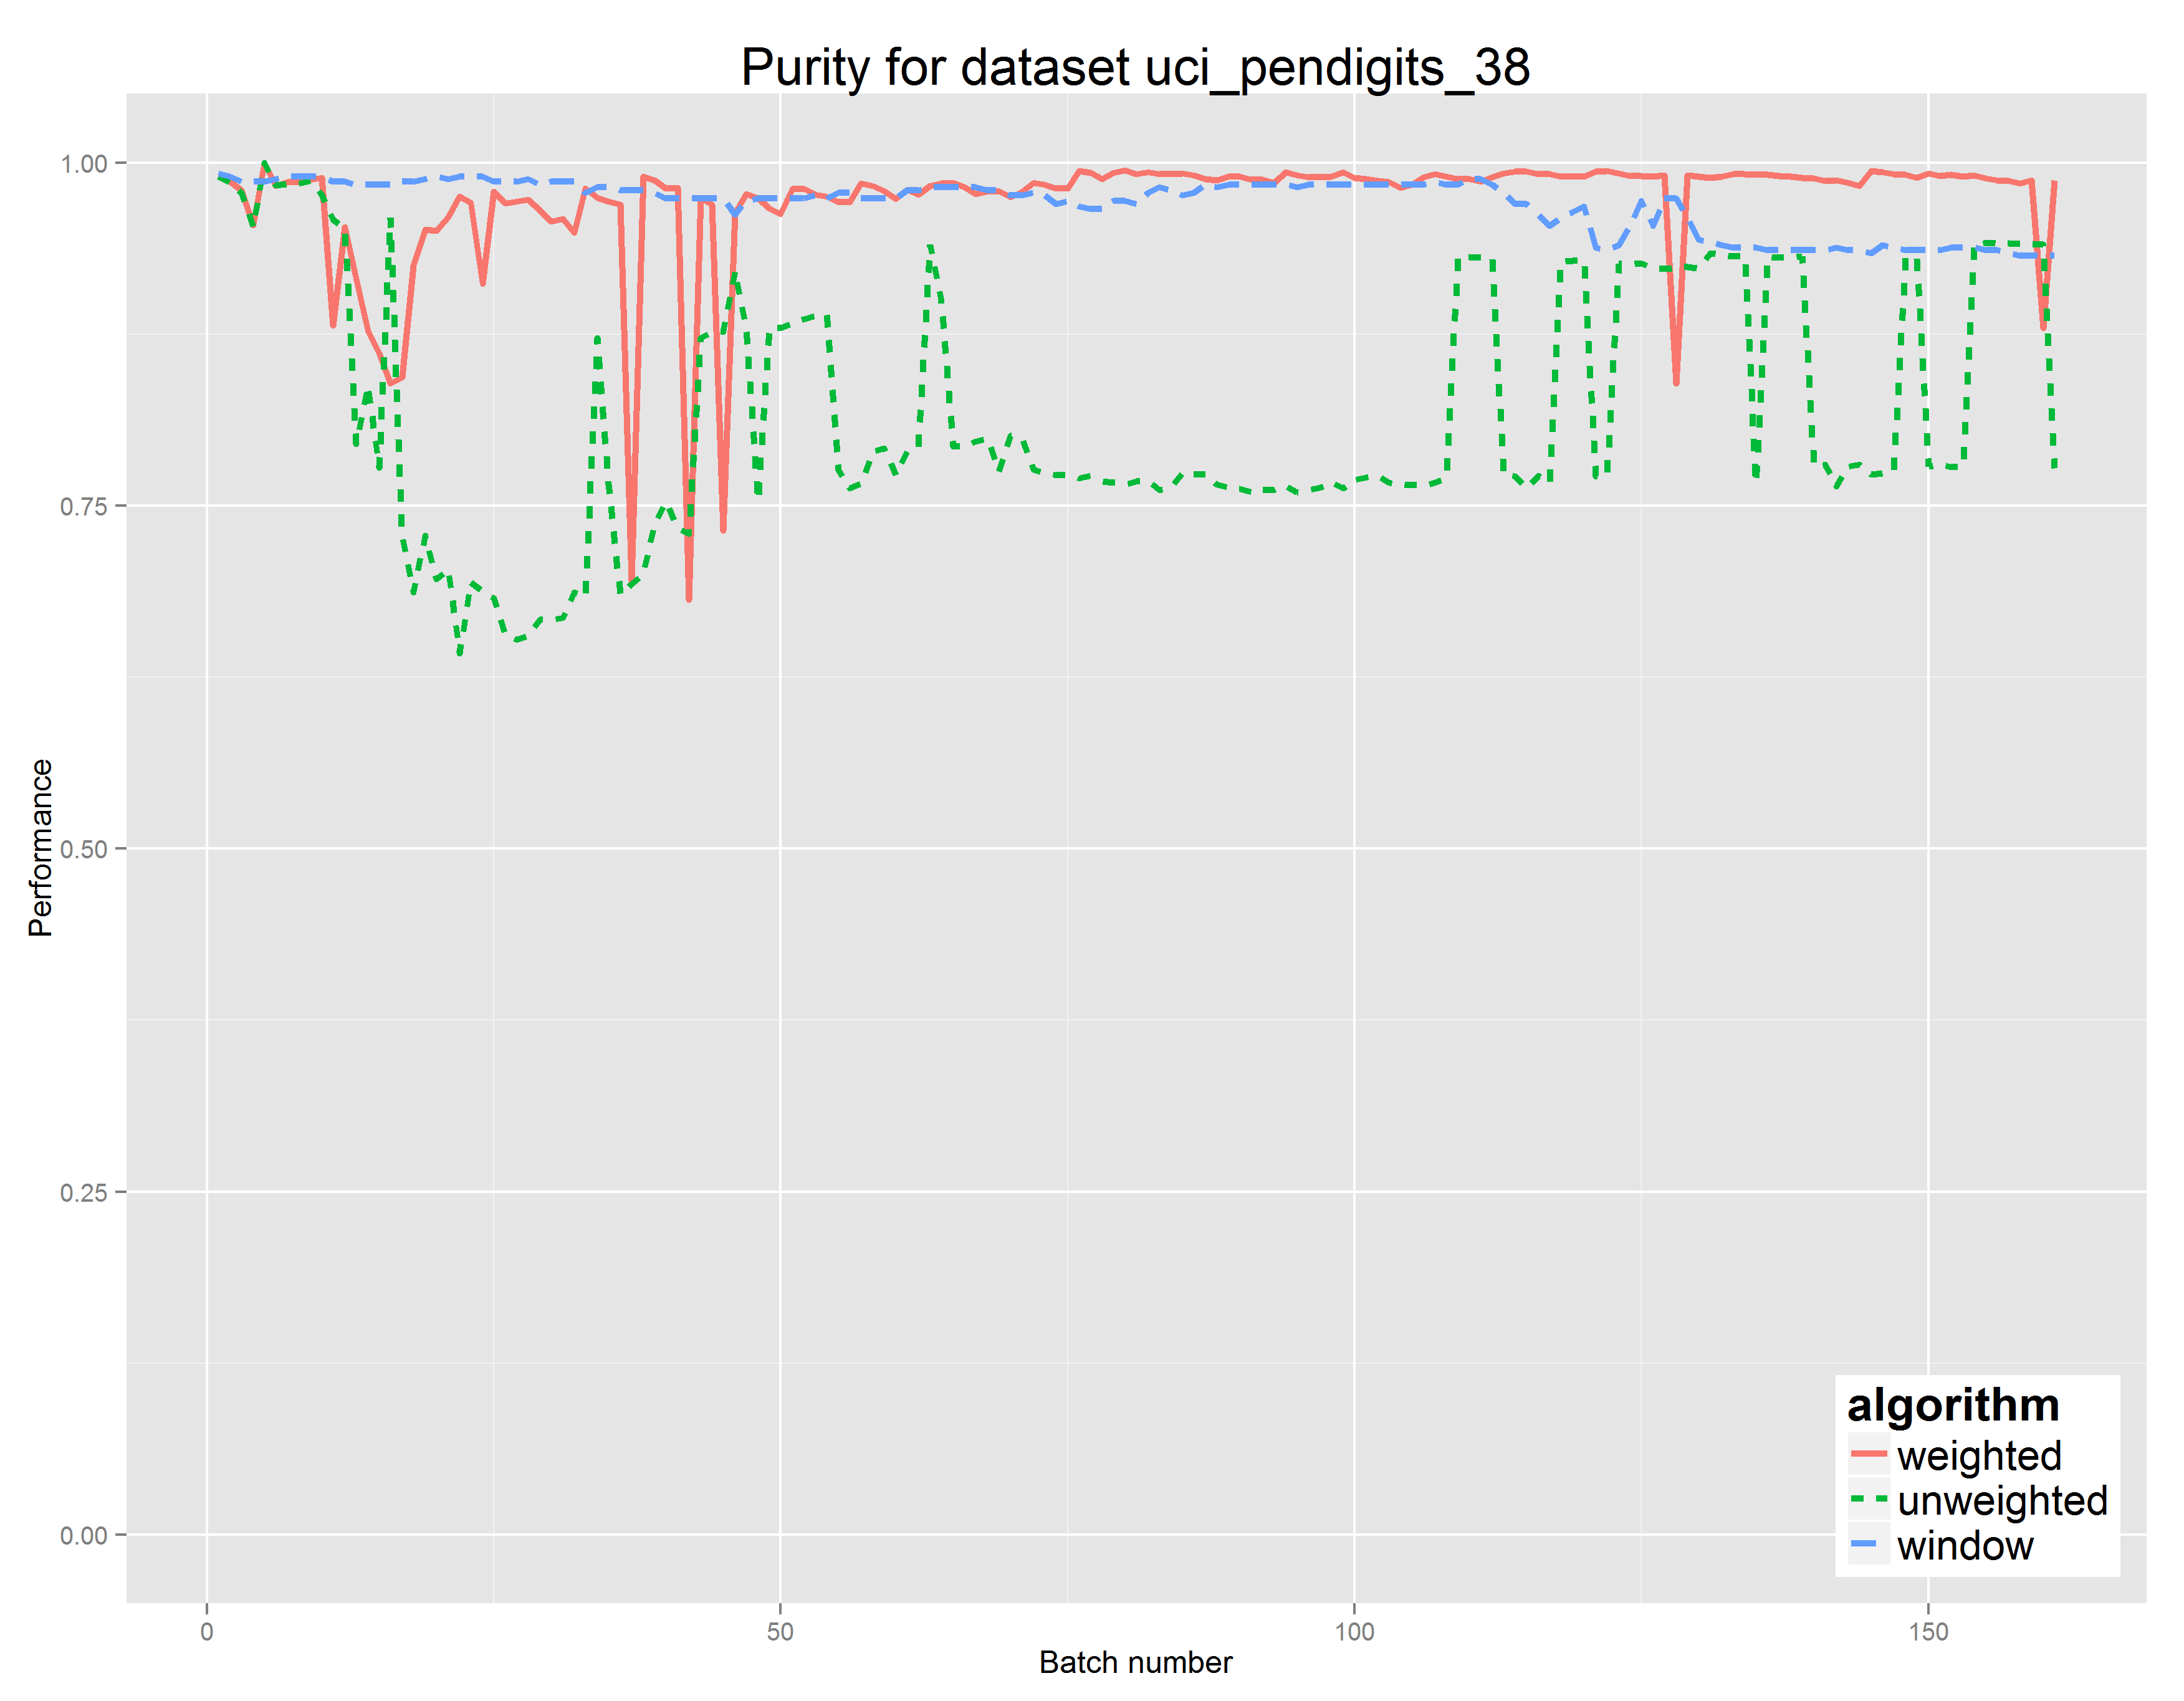 Purity for dataset uci_pendigits_38
1.00
0.75
0.50
0.25
0.00
Performance
0
50
100
150
Batch number
algorithm
weighted
unweighted
window